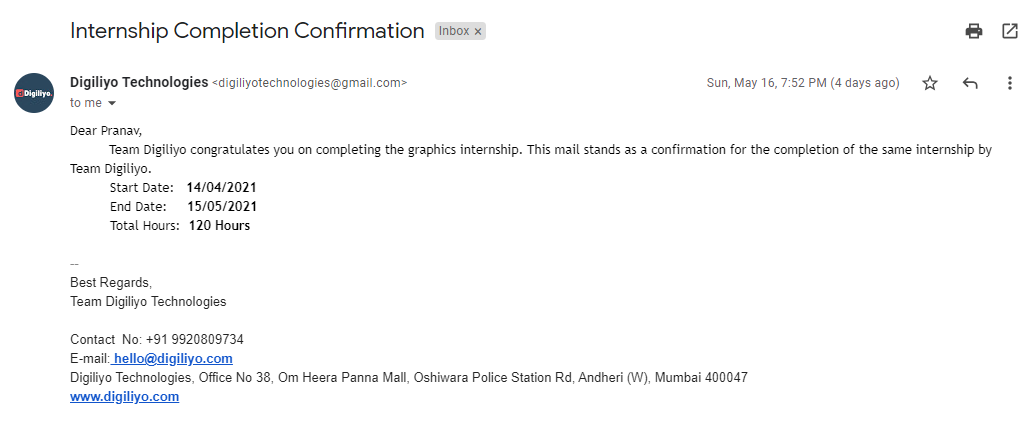 Internship Completion Confirmation Inbox ×
Digiliyo.
Digiliyo Technologies <digiliyotechnologies@gmail.com> Sun, May 16, 7:52 PM (4 days ago)
to me
Dear Pranav,
Team Digiliyo congratulates you on completing the graphics internship. This mail stands as a confirmation for the completion of the same internship by
Team Digiliyo.
Start Date: 14/04/2021
End Date: 15/05/2021
Total Hours: 120 Hours
--
Best Regards,
Team Digiliyo Technologies
Contact No: +91 9920809734
E-mail: hello@digiliyo.com
Digiliyo Technologies, Office No 38, Om Heera Panna Mall, Oshiwara Police Station Rd, Andheri (W), Mumbai 400047
www.digiliyo.com